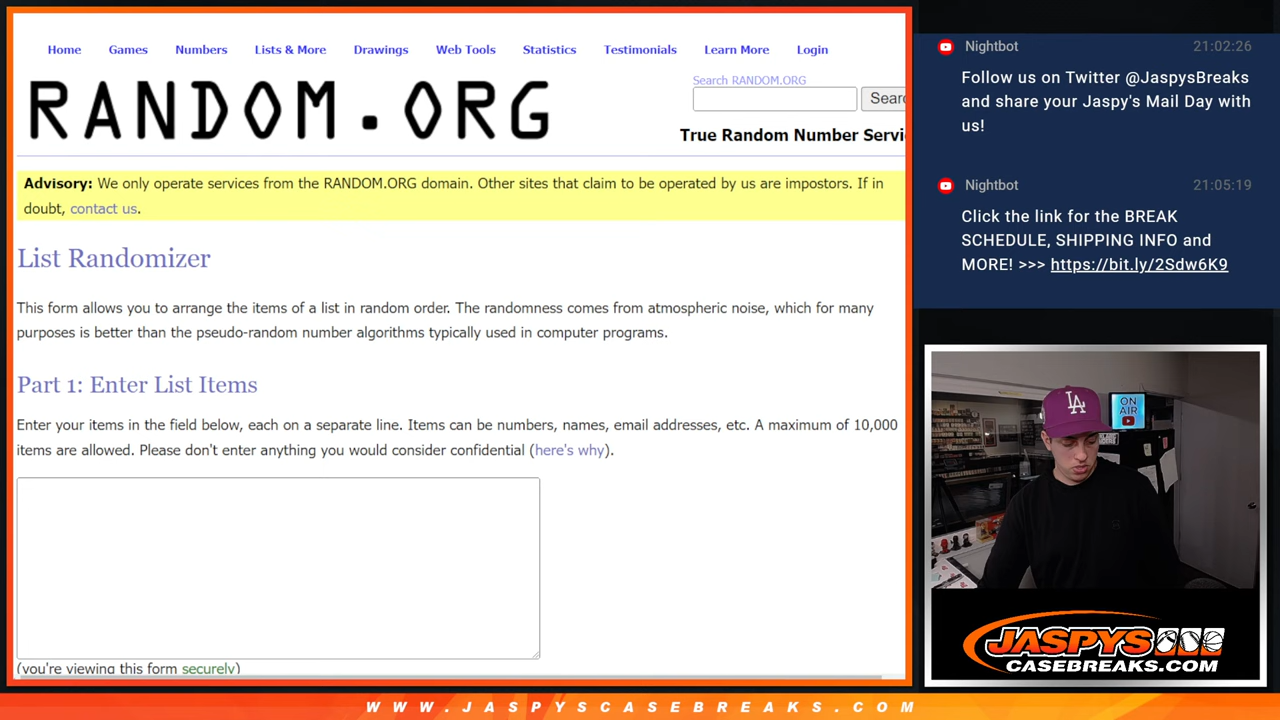 Home Games Numbers Lists & More Drawings Web Tools Statistics Testimonials Learn More Login
RANDOM.ORG
Search RANDOM.ORG
Searc
True Random Number Servi
Advisory: We only operate services from the RANDOM.ORG domain. Other sites that claim to be operated by us are impostors. If in
doubt, contact us.
List Randomizer
This form allows you to arrange the items of a list in random order. The randomness comes from atmospheric noise, which for many
purposes is better than the pseudo-random number algorithms typically used in computer programs.
Part 1: Enter List Items
Enter your items in the field below, each on a separate line. Items can be numbers, names, email addresses, etc. A maximum of 10,000
items are allowed. Please don't enter anything you would consider confidential (here's why).
(you're viewing this form securely)
Nightbot 21:02:26
Follow us on Twitter @JaspysBreaks
and share your Jaspy's Mail Day with
us!
Nightbot 21:05:19
Click the link for the BREAK
SCHEDULE, SHIPPING INFO and
MORE! >>> https://bit.ly/2Sdw6K9
LA
ON
AIR
JASPYS
CASEBREAKS.COM
WWW.JASPYSCASEBREAKS.COM